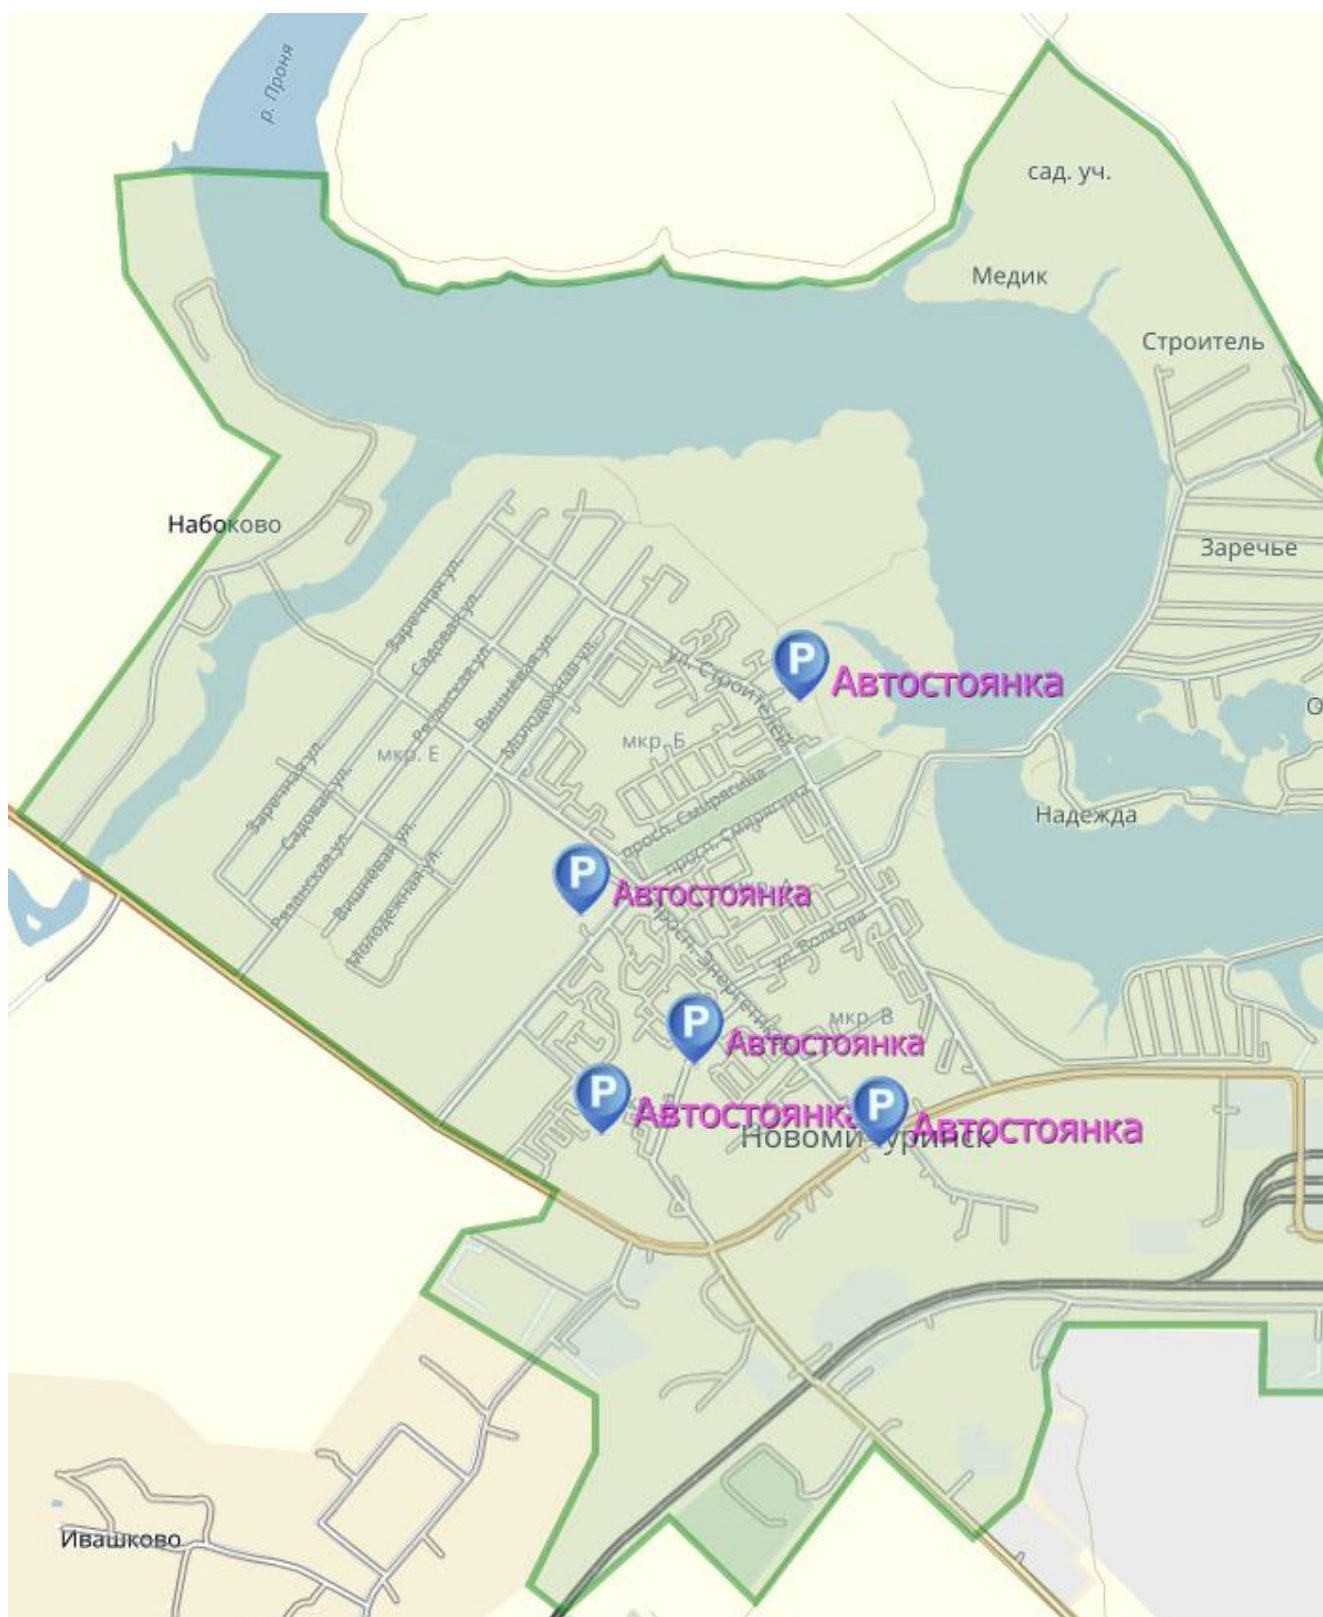 р. Проня
сад. уч.
Медик
Строитель
Набоково
Заречье
Заречная ул.
Садовая ул.
Рязанская ул.
Вишнёвая ул.
Молодежная ул.
ул. Строителей
P
Автостоянка
О
мкр. Е
мкр. Б
Заречная ул.
Садовая ул.
Рязанская ул.
Вишнёвая ул.
Молодежная ул.
просп. Смирягина
просп. Смирягина
Надежда
P
Автостоянка
просп. Энергетиков
ул. Волкова
P
Автостоянка
мкр. В
P
Автостоянка
P
Автостоянка
Новомичуринск
Ивашково